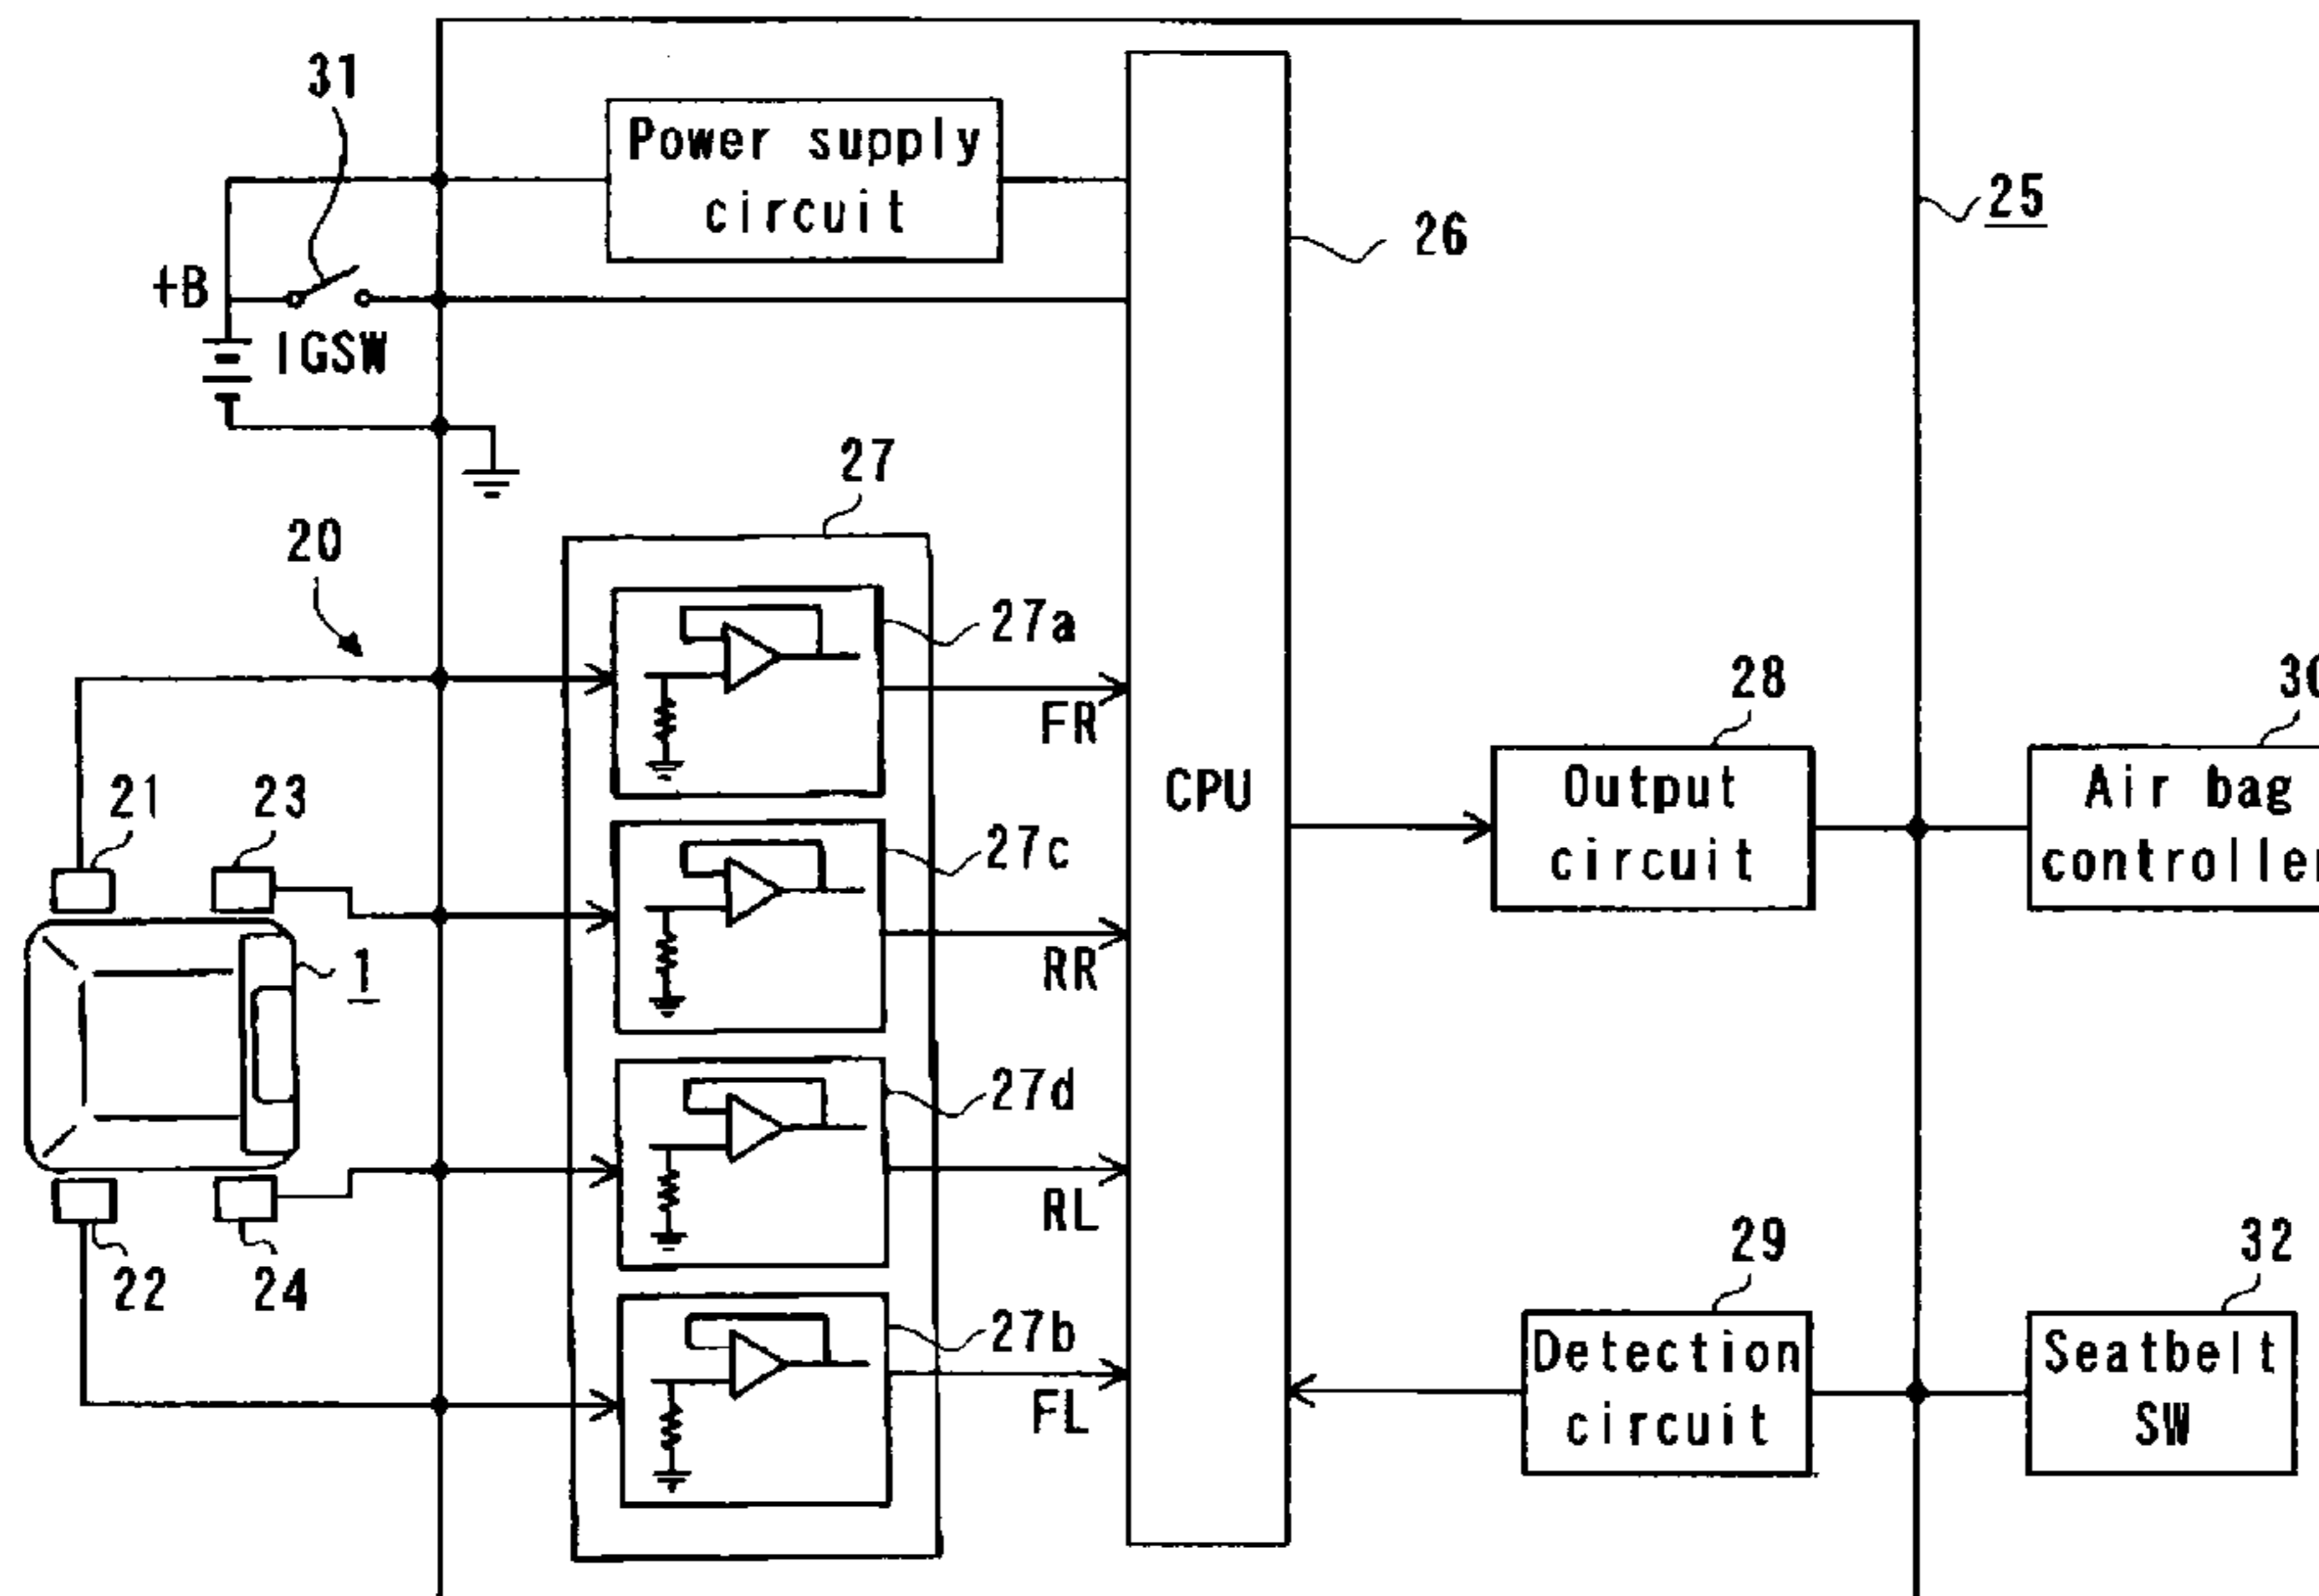 31
Power supply
circuit
25
26
+B
IGSW
27
20
27a
28
FR
21
23
CPU
Output
circuit
Air bag
controller
27c
1
RR
27d
RL
29
32
22
24
27b
Detection
circuit
Seatbelt
SW
FL